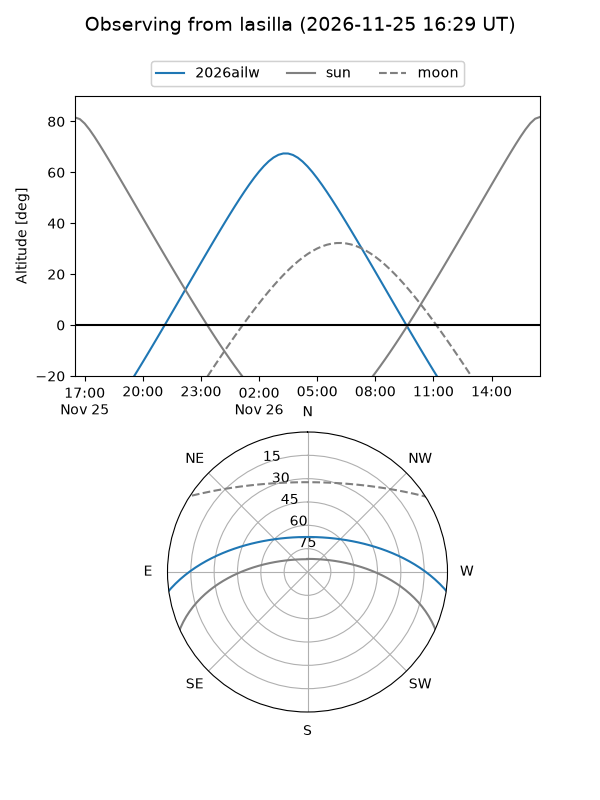 Observing from lasilla (2026-11-25 16:29 UT)
2026ailw sun moon
Altitude [deg]
80
60
40
20
0
−20
17:00 20:00 23:00 02:00 05:00 08:00 11:00 14:00
Nov 25 Nov 26
N
NE NW
15
30
45
60
75
E W
SE SW
S